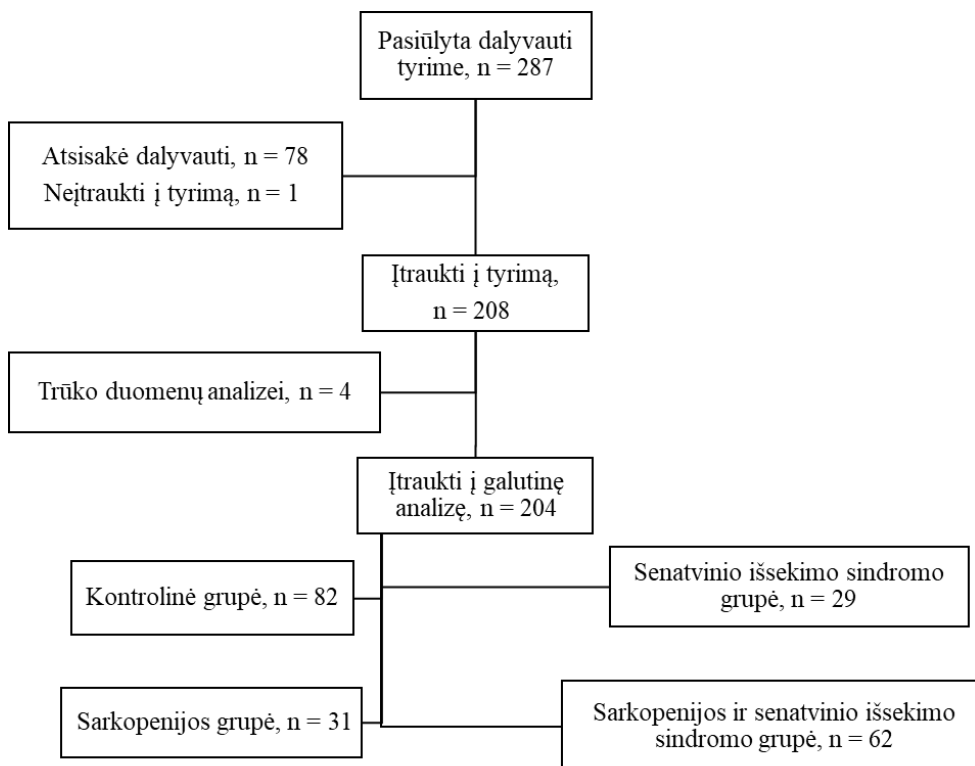 Pasiūlyta dalyvauti
tyrime, n = 287
Atsisakė dalyvauti, n = 78
Neįtraukti į tyrimą, n = 1
Įtraukti į tyrimą,
n = 208
Trūko duomenų analizei, n = 4
Įtraukti į galutinę
analizę, n = 204
Kontrolinė grupė, n = 82
Senatvinio išsekimo sindromo
grupė, n = 29
Sarkopenijos grupė, n = 31
Sarkopenijos ir senatvinio išsekimo
sindromo grupė, n = 62